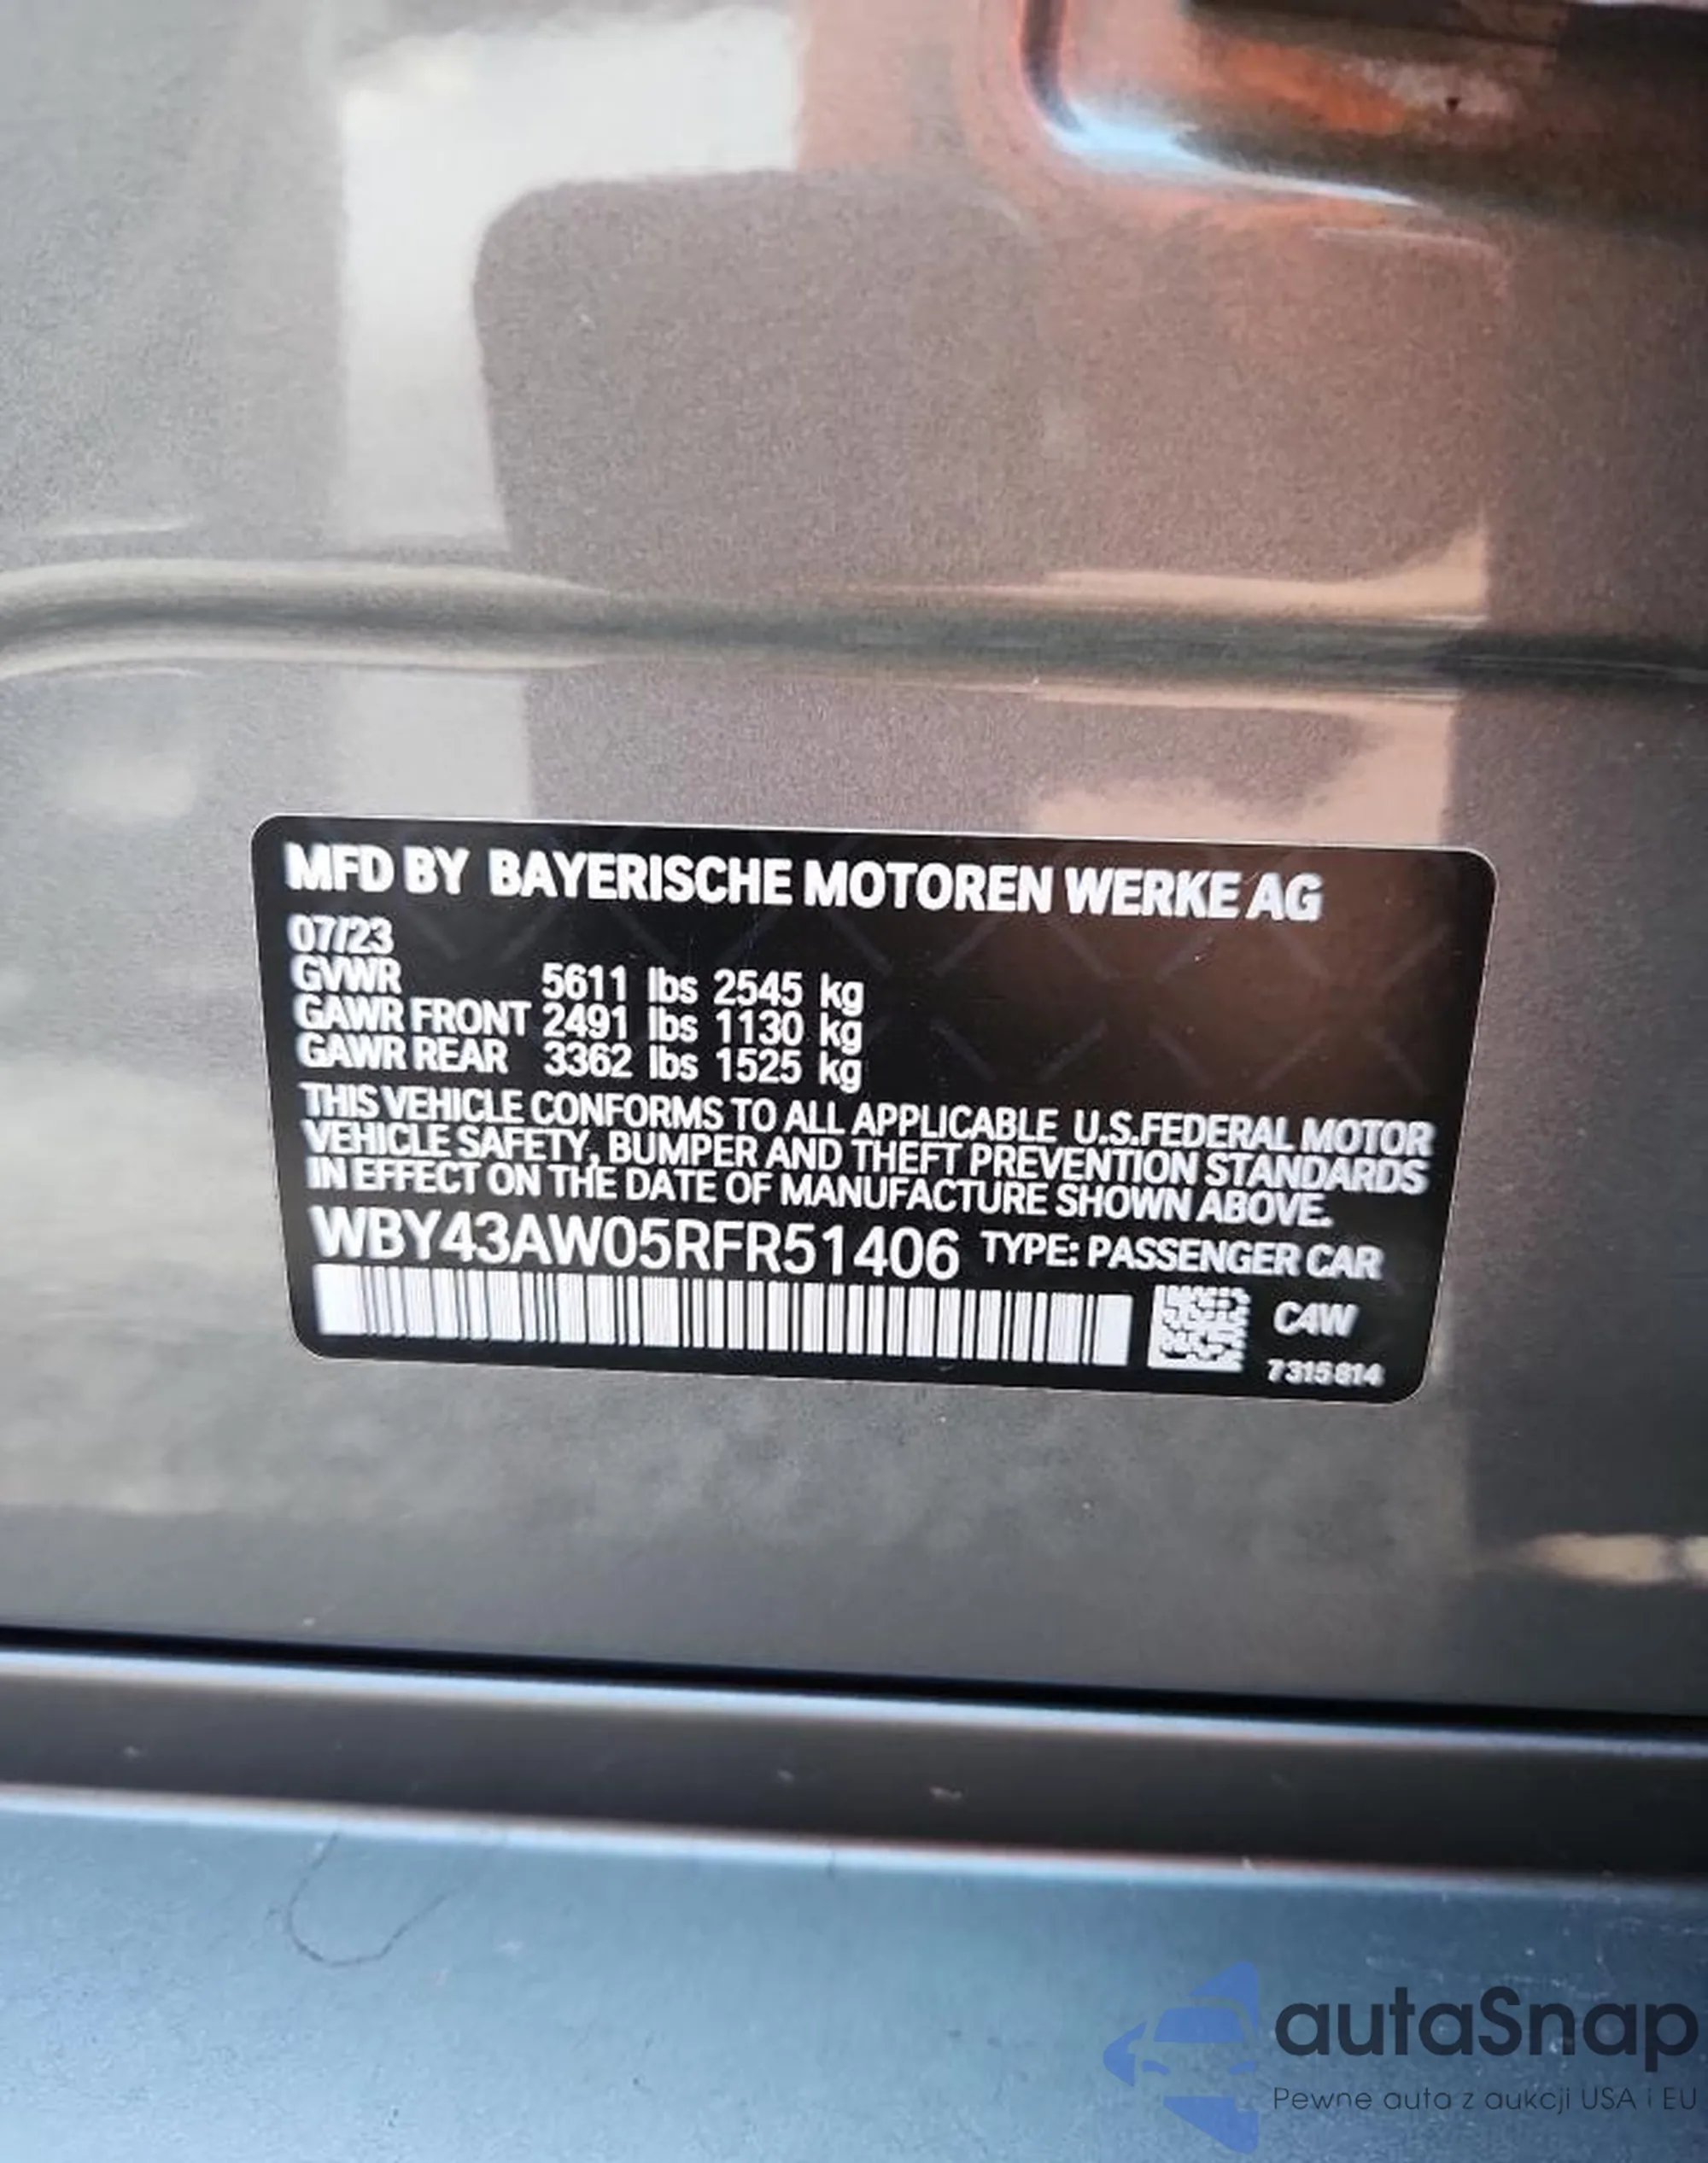 MFD BY BAYERISCHE MOTOREN WERKE AG
07/23
GVWR 5611 lbs 2545 kg
GAWR FRONT 2491 lbs 1130 kg
GAWR REAR 3362 lbs 1525 kg
THIS VEHICLE CONFORMS TO ALL APPLICABLE U.S.FEDERAL MOTOR
VEHICLE SAFETY, BUMPER AND THEFT PREVENTION STANDARDS
IN EFFECT ON THE DATE OF MANUFACTURE SHOWN ABOVE.
WBY43AW05RFR51406 TYPE: PASSENGER CAR
C4W
7315814
autaSnap
Pewne auta z aukcji USA i EU